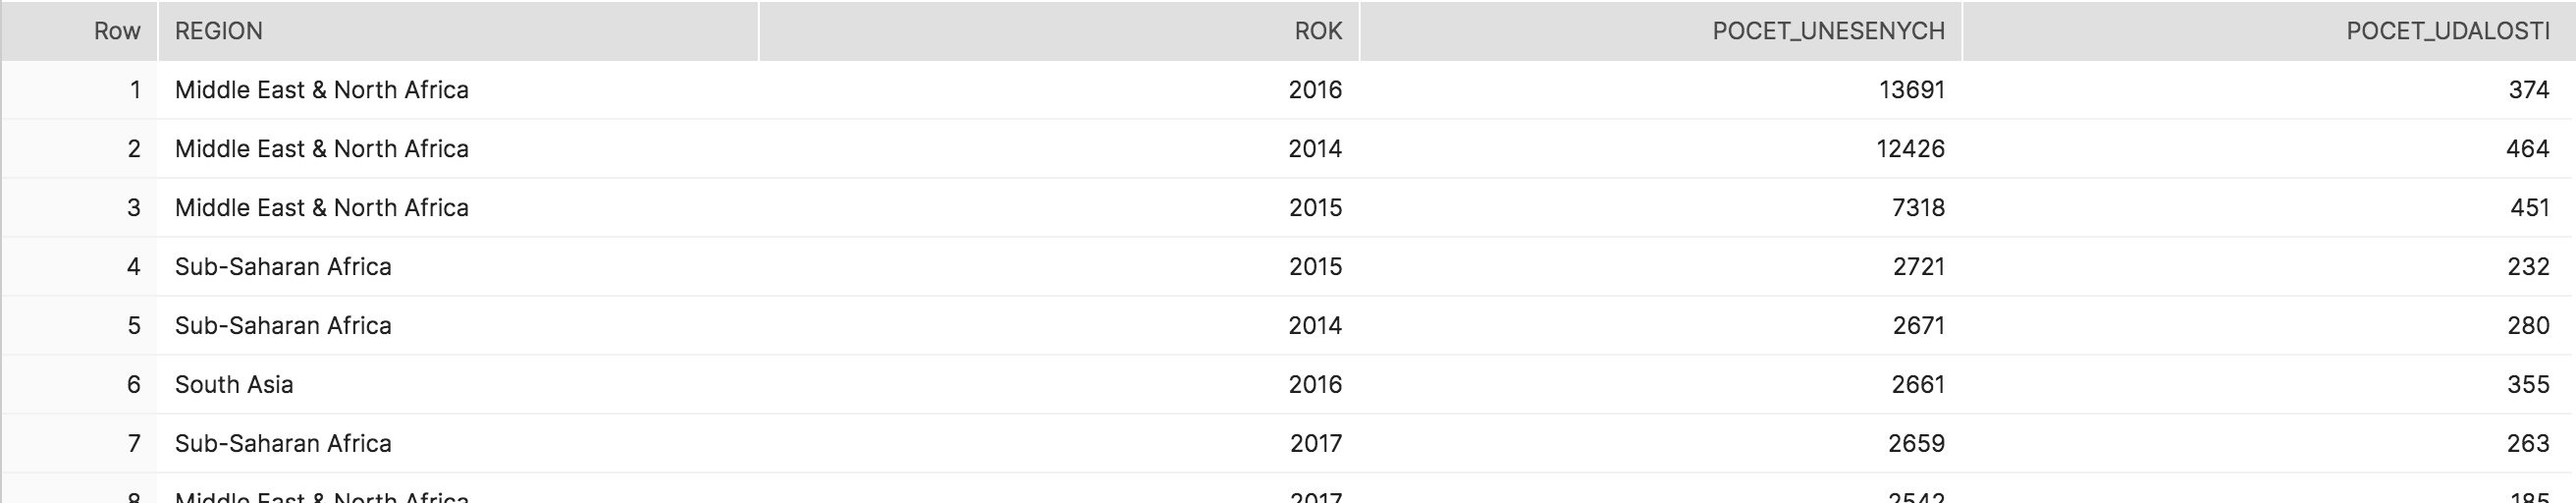 Row REGION ROK POCET_UNESENYCH POCET_UDALOSTI
1 Middle East & North Africa 2016 13691 374
2 Middle East & North Africa 2014 12426 464
3 Middle East & North Africa 2015 7318 451
4 Sub-Saharan Africa 2015 2721 232
5 Sub-Saharan Africa 2014 2671 280
6 South Asia 2016 2661 355
7 Sub-Saharan Africa 2017 2659 263
8 Middle East & North Africa 2017 2542 185